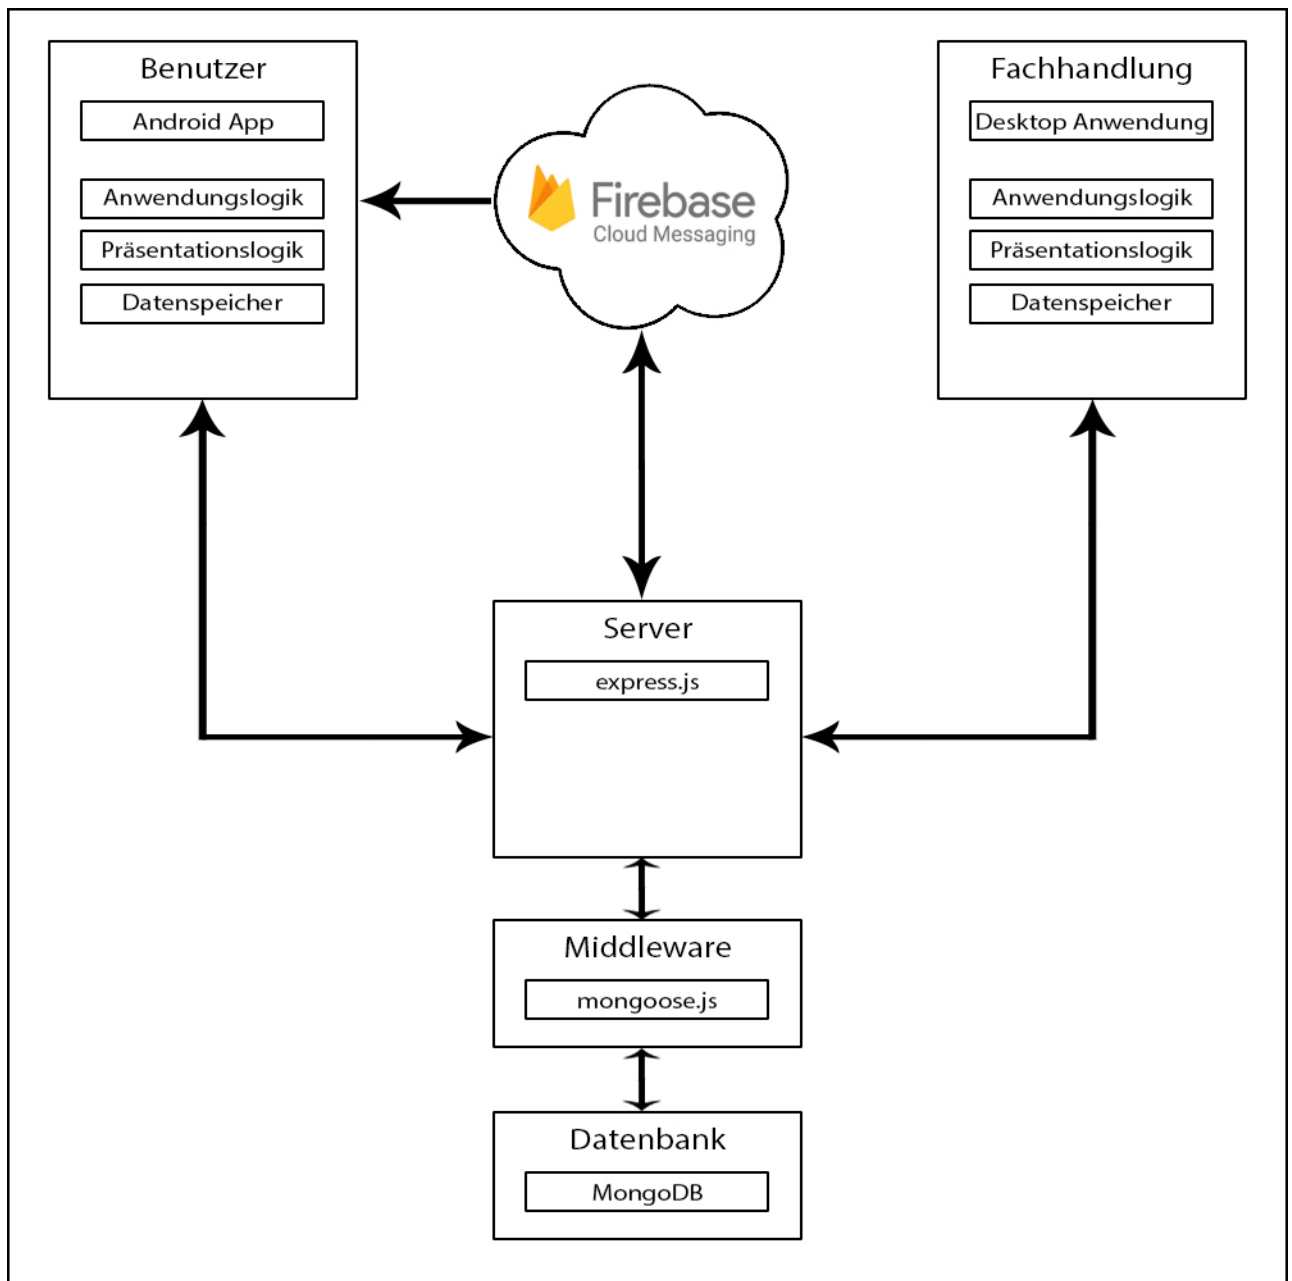 Benutzer
Android App
Anwendungslogik
Präsentationslogik
Datenspeicher
Firebase
Cloud Messaging
Fachhandlung
Desktop Anwendung
Anwendungslogik
Präsentationslogik
Datenspeicher
Server
express.js
Middleware
mongoose.js
Datenbank
MongoDB